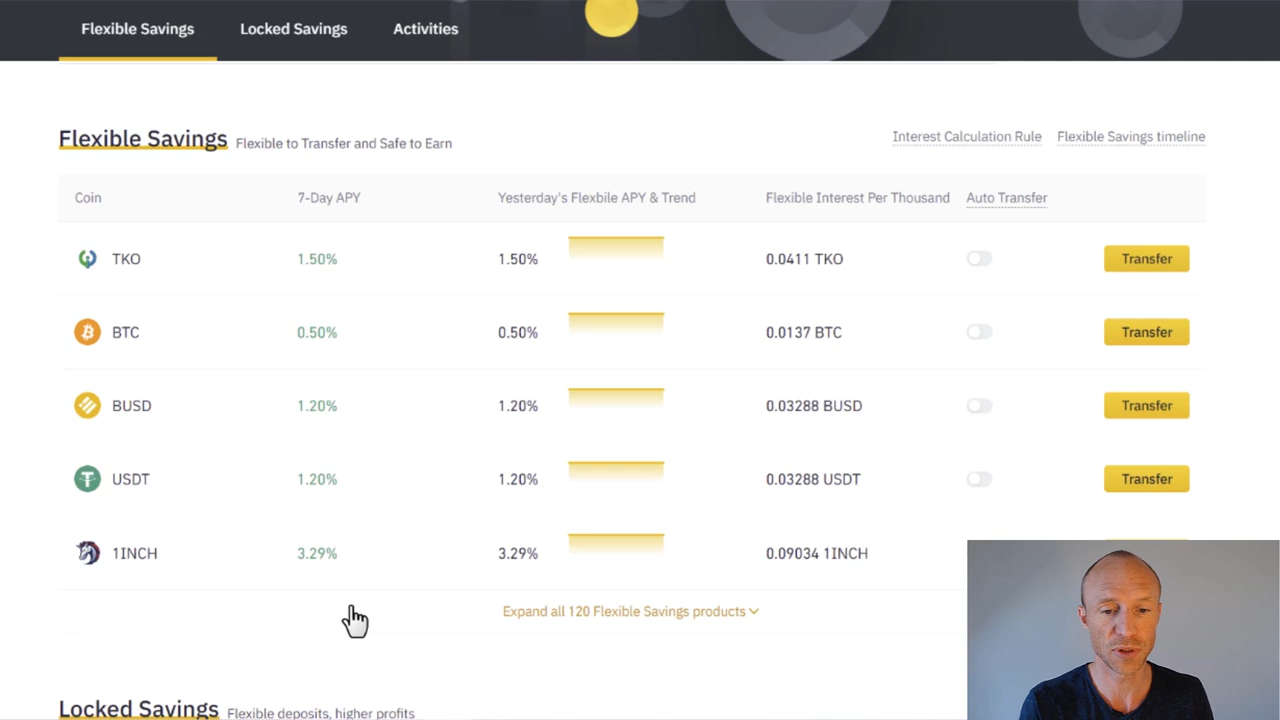 Flexible Savings Locked Savings Activities
Flexible Savings Flexible to Transfer and Safe to Earn Interest Calculation Rule Flexible Savings timeline
Coin 7-Day APY Yesterday's Flexbile APY & Trend Flexible Interest Per Thousand Auto Transfer
TKO 1.50% 1.50% 0.0411 TKO Transfer
BTC 0.50% 0.50% 0.0137 BTC Transfer
BUSD 1.20% 1.20% 0.03288 BUSD Transfer
USDT 1.20% 1.20% 0.03288 USDT Transfer
1INCH 3.29% 3.29% 0.09034 1INCH
Expand all 120 Flexible Savings products
Locked Savings Flexible deposits, higher profits